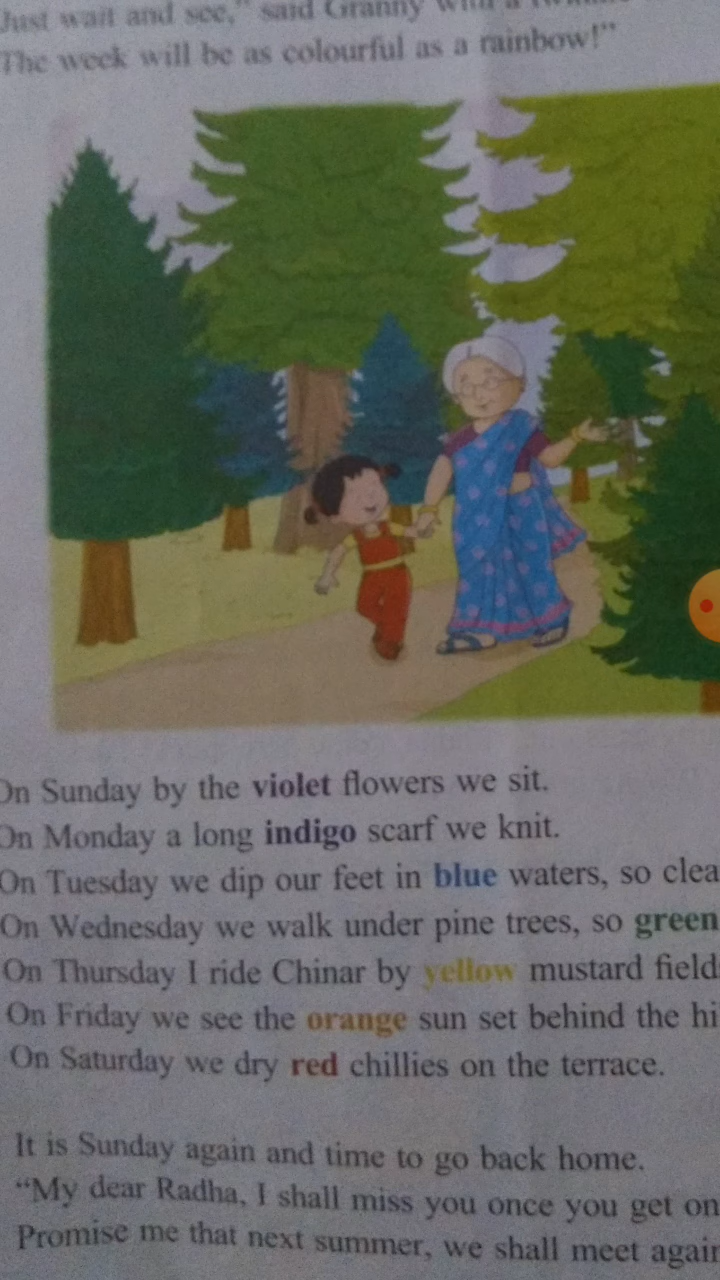 Just wait and see," said Granny with a
The week will be as colourful as a rainbow!"
On Sunday by the violet flowers we sit.
On Monday a long indigo scarf we knit.
On Tuesday we dip our feet in blue waters, so
On Wednesday we walk under pine trees, so green
On Thursday I ride Chinar by yellow mustard
On Friday we see the orange sun set behind the
On Saturday we dry red chillies on the terrace.
It is Sunday again and time to go back home.
"My dear Radha, I shall miss you once you get on
Promise me that next summer, we shall meet again